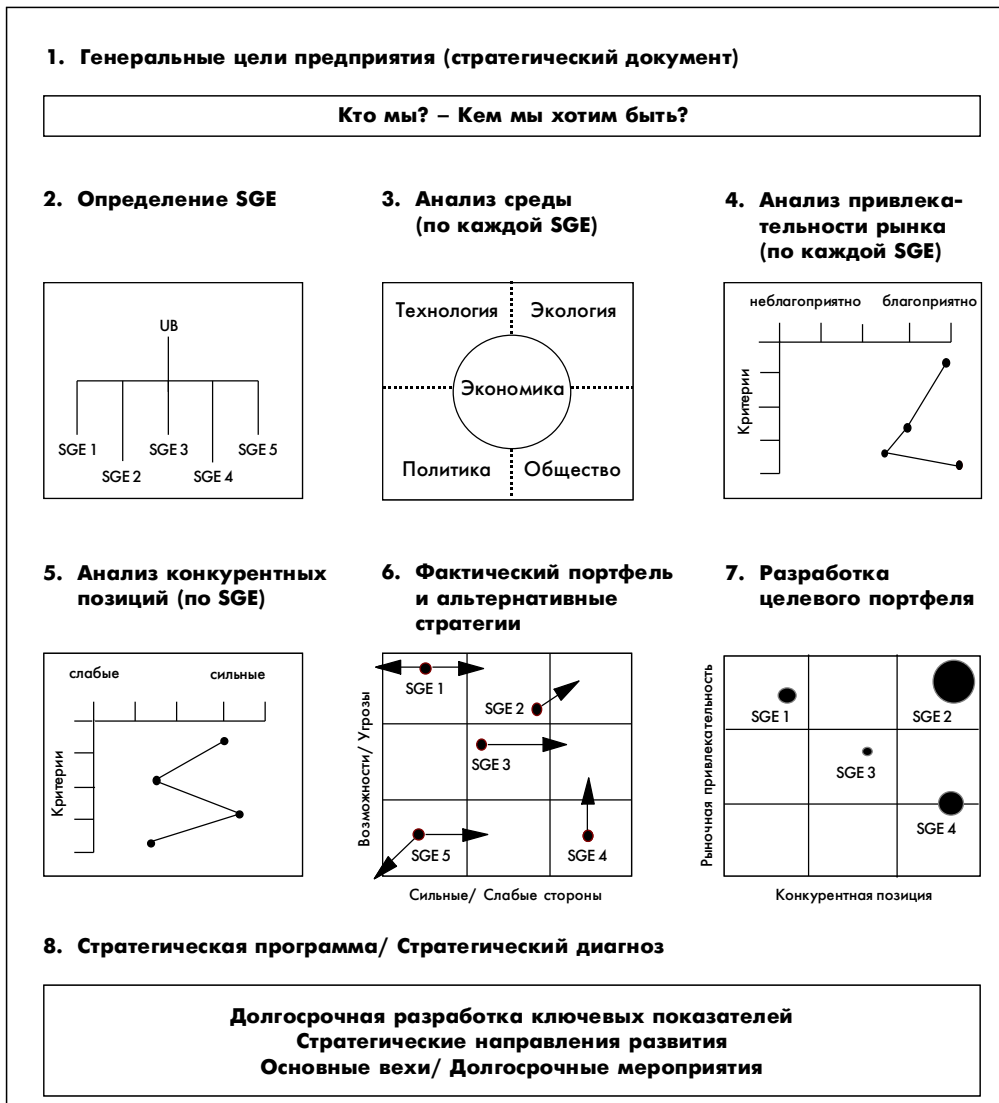 1. Генеральные цели предприятия (стратегический документ)
Кто мы? – Кем мы хотим быть?
2. Определение SGE
UB
SGE 1
SGE 2
SGE 3
SGE 4
SGE 5
3. Анализ среды
(по каждой SGE)
Технология
Экология
Экономика
Политика
Общество
4. Анализ привлека-
тельности рынка
(по каждой SGE)
неблагоприятно
благоприятно
Критерии
5. Анализ конкурентных
позиций (по SGE)
слабые
сильные
Критерии
6. Фактический портфель
и альтернативные
стратегии
Возможности/ Угрозы
SGE 1
SGE 2
SGE 3
SGE 5
SGE 4
Сильные/ Слабые стороны
7. Разработка
целевого портфеля
Рыночная привлекательность
SGE 1
SGE 2
SGE 3
SGE 4
Конкурентная позиция
8. Стратегическая программа/ Стратегический диагноз
Долгосрочная разработка ключевых показателей
Стратегические направления развития
Основные вехи/ Долгосрочные мероприятия